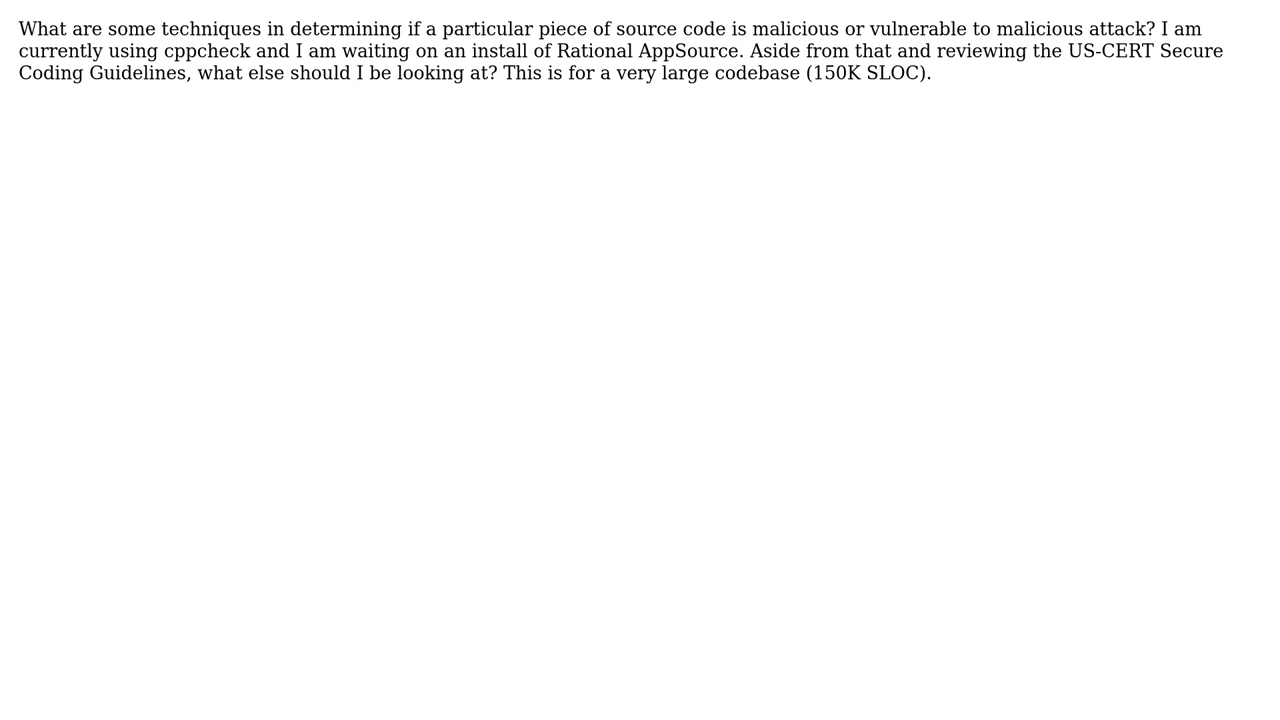 What are some techniques in determining if a particular piece of source code is malicious or vulnerable to malicious attack? I am
currently using cppcheck and I am waiting on an install of Rational AppSource. Aside from that and reviewing the US-CERT Secure
Coding Guidelines, what else should I be looking at? This is for a very large codebase (150K SLOC).